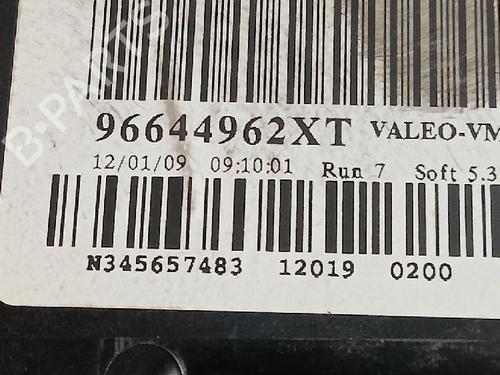 B-PARTS
96644962XT VALEO-VM
12/01/09 09:10:01 Run 7 Soft 5.3
N345657483 12019 0200